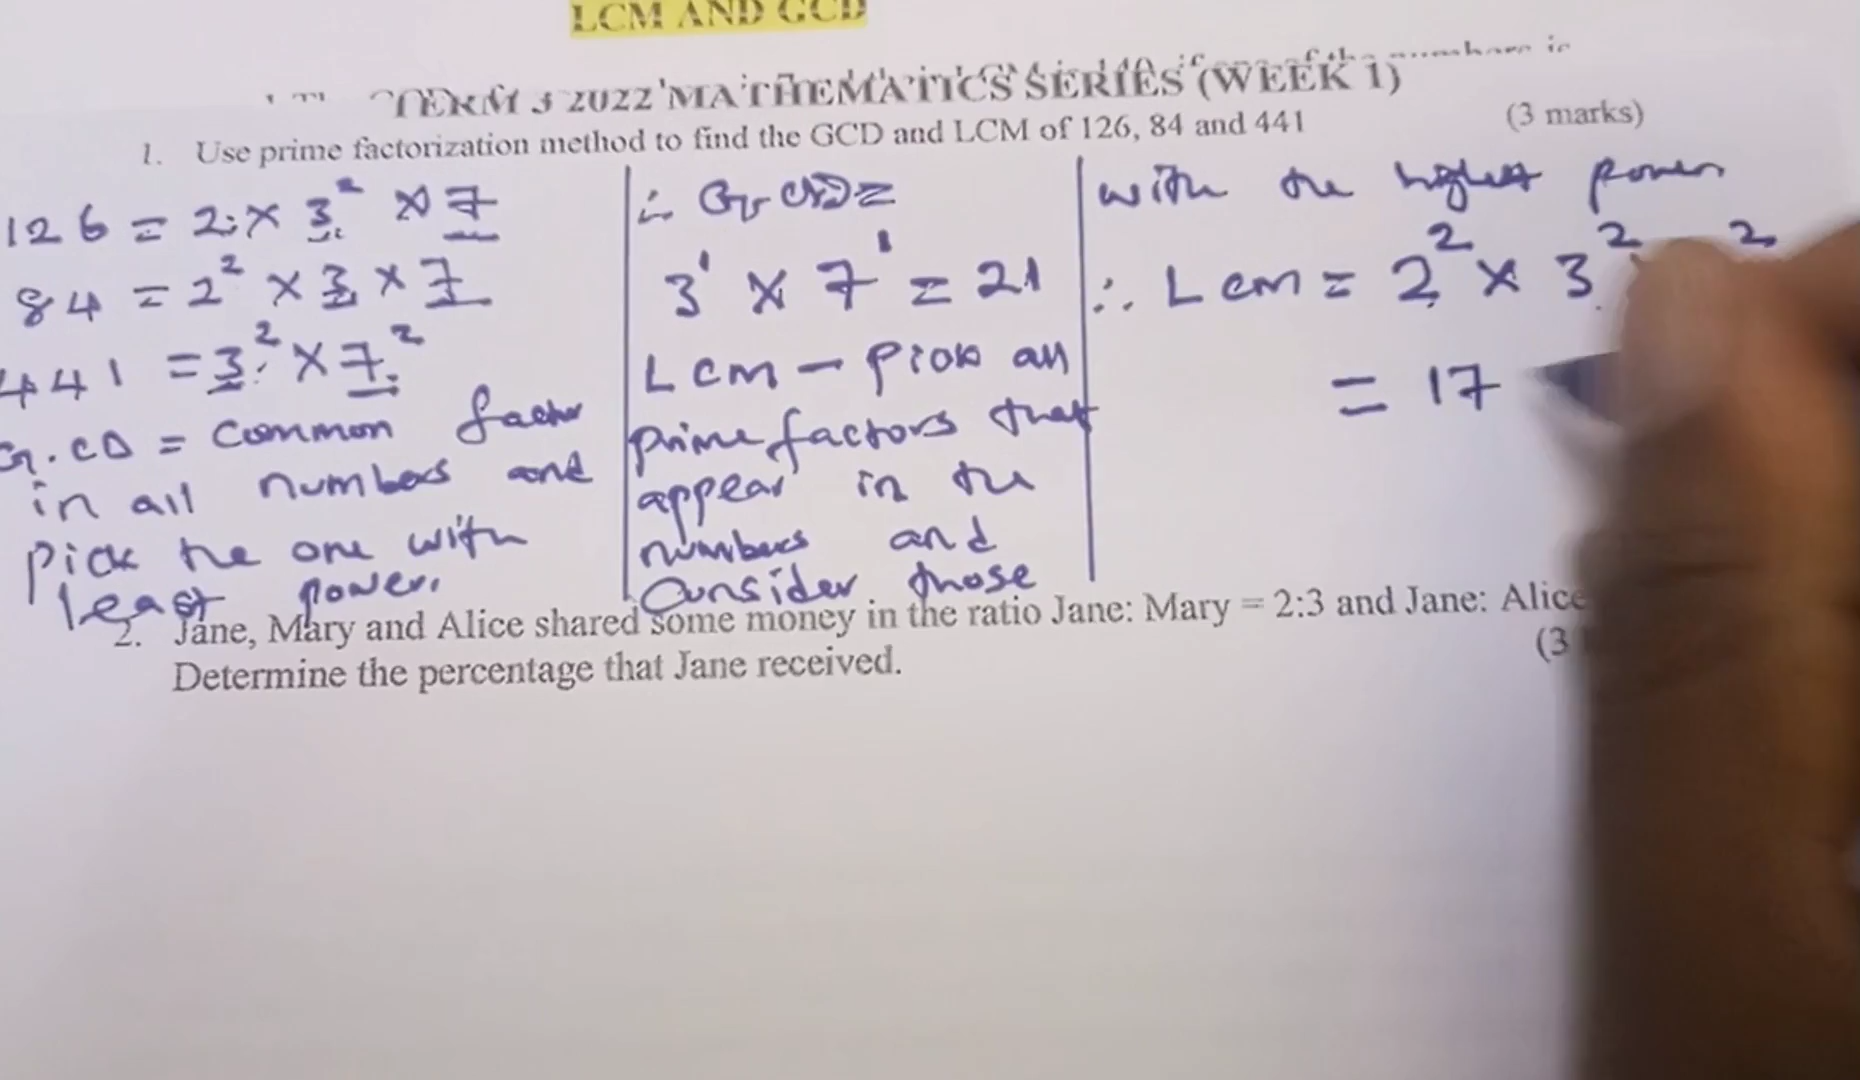 LCM AND GCD
TERM 3 2022 MATHEMATICS SERIES (WEEK 1)
1. Use prime factorization method to find the GCD and LCM of 126, 84 and 441 (3 marks)
126 = 2 × 3² × 7
84 = 2² × 3 × 7
441 = 3² × 7²
G.CD = Common factor
in all numbers and
Pick the one with
least power.
∴ G.CD =
3¹ × 7¹ = 21
LCM — Pick all
prime factors that
appear in the
numbers and
Consider those
with the highest power
∴ LCM = 2² × 3² 2
= 17
2. Jane, Mary and Alice shared some money in the ratio Jane: Mary = 2:3 and Jane: Alice
(3
Determine the percentage that Jane received.